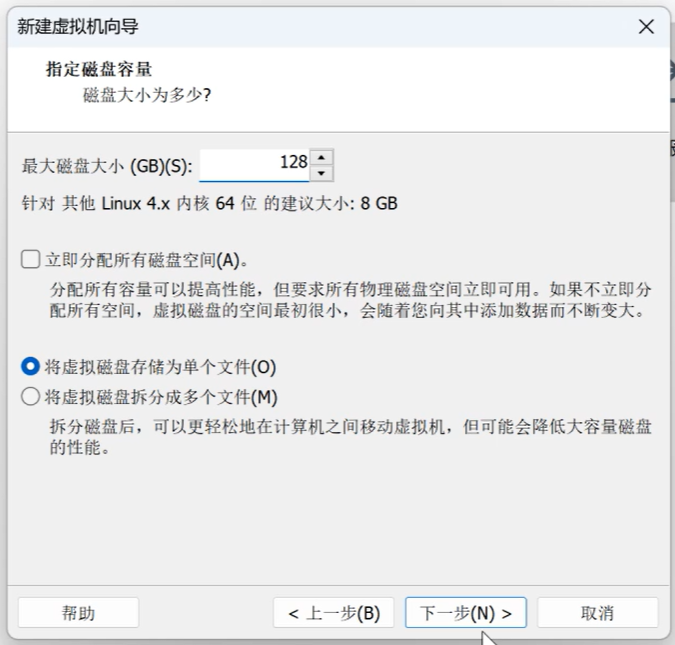 新建虚拟机向导
指定磁盘容量
磁盘大小为多少?
最大磁盘大小 (GB)(S): 128
针对 其他 Linux 4.x 内核 64 位 的建议大小: 8 GB
立即分配所有磁盘空间(A)。
分配所有容量可以提高性能，但要求所有物理磁盘空间立即可用。如果不立即分
配所有空间，虚拟磁盘的空间最初很小，会随着您向其中添加数据而不断变大。
将虚拟磁盘存储为单个文件(O)
将虚拟磁盘拆分成多个文件(M)
拆分磁盘后，可以更轻松地在计算机之间移动虚拟机，但可能会降低大容量磁盘
的性能。
帮助 < 上一步(B) 下一步(N) > 取消